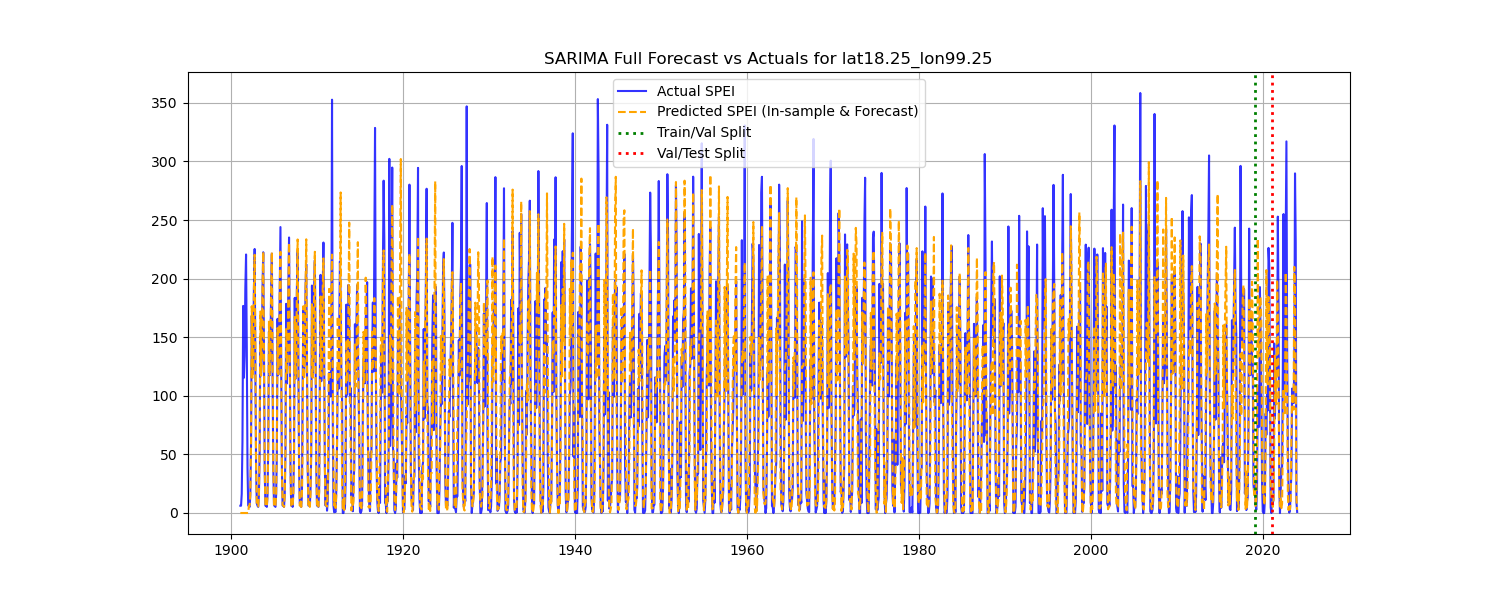 SARIMA Full Forecast vs Actuals for lat18.25_lon99.25
Actual SPEI
Predicted SPEI (In-sample & Forecast)
Train/Val Split
Val/Test Split
350
300
250
200
150
100
50
0
1900 1920 1940 1960 1980 2000 2020